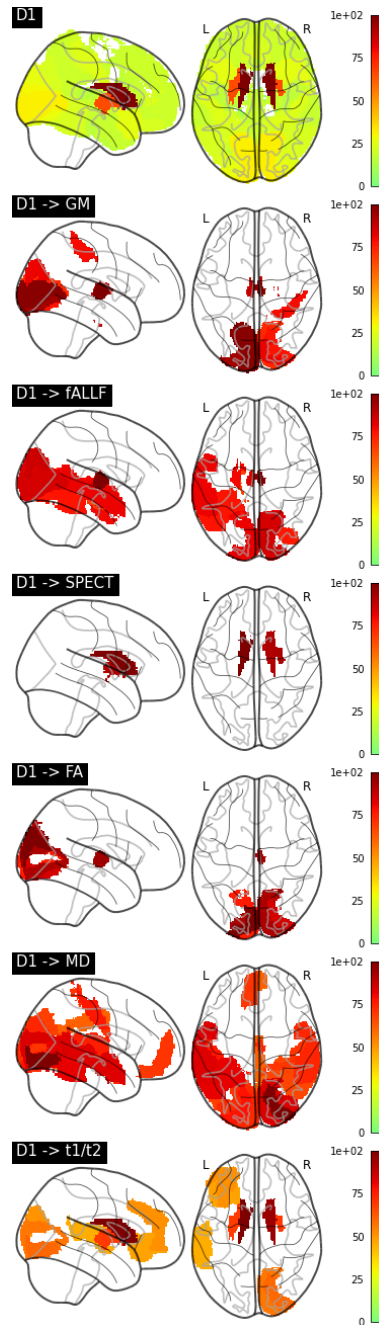 D1
L R
1e+02
75
50
25
0
D1 -> GM
L R
1e+02
75
50
25
0
D1 -> fALLF
L R
1e+02
75
50
25
0
D1 -> SPECT
L R
1e+02
75
50
25
0
D1 -> FA
L R
1e+02
75
50
25
0
D1 -> MD
L R
1e+02
75
50
25
0
D1 -> t1/t2
L R
1e+02
75
50
25
0